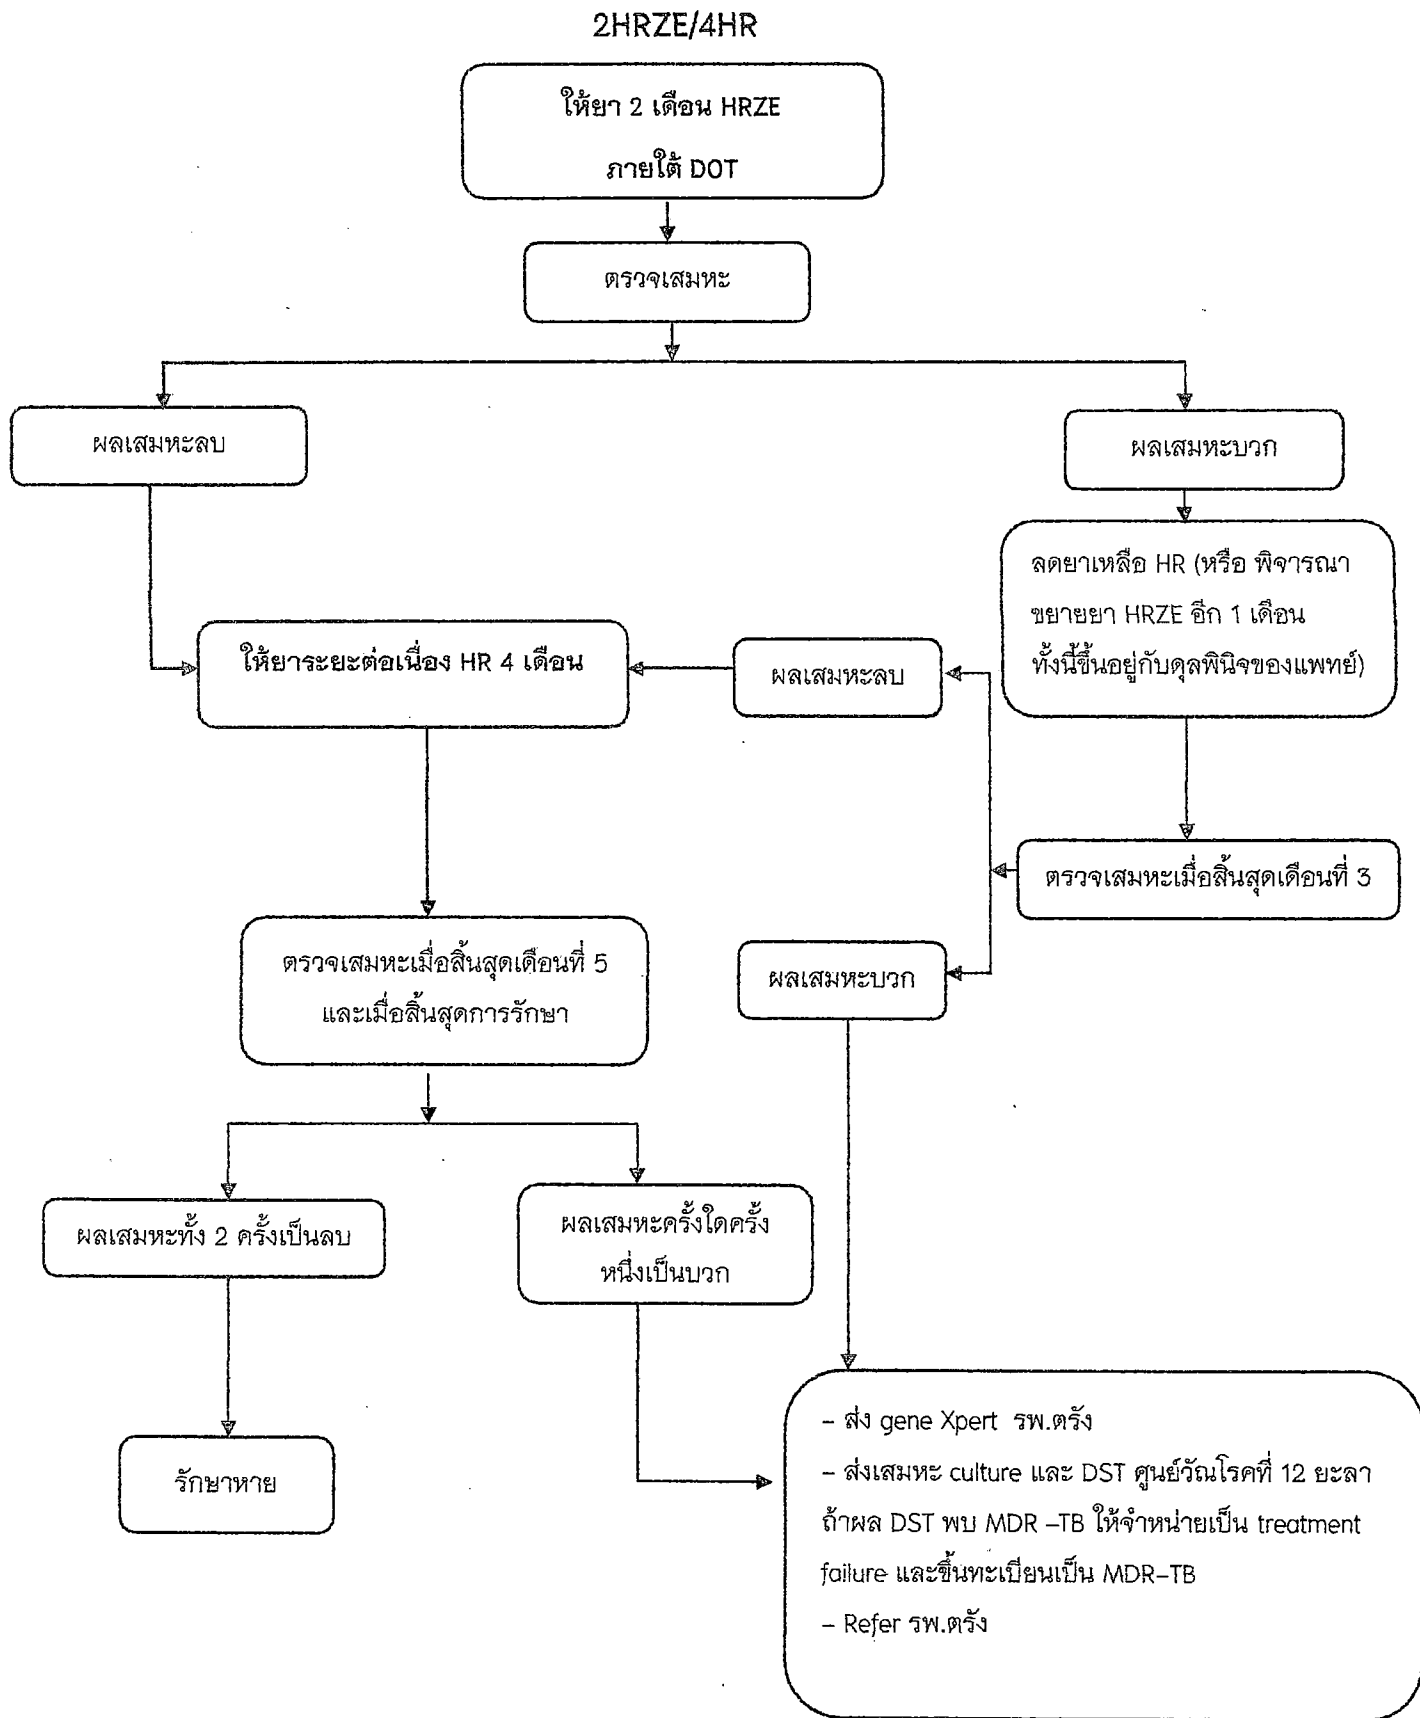 2HRZE/4HR
ให้ยา 2 เดือน HRZE
ภายใต้ DOT
ตรวจเสมหะ
ผลเสมหะลบ
ผลเสมหะบวก
ลดยาเหลือ HR (หรือ พิจารณา
ขยายยา HRZE อีก 1 เดือน
ทั้งนี้ขึ้นอยู่กับดุลพินิจของแพทย์)
ให้ยาระยะต่อเนื่อง HR 4 เดือน
ผลเสมหะลบ
ตรวจเสมหะเมื่อสิ้นสุดเดือนที่ 3
ตรวจเสมหะเมื่อสิ้นสุดเดือนที่ 5
และเมื่อสิ้นสุดการรักษา
ผลเสมหะบวก
ผลเสมหะทั้ง 2 ครั้งเป็นลบ
ผลเสมหะครั้งใดครั้ง
หนึ่งเป็นบวก
รักษาหาย
– ส่ง gene Xpert รพ.ตรัง
– ส่งเสมหะ culture และ DST ศูนย์วัณโรคที่ 12 ยะลา
ถ้าผล DST พบ MDR –TB ให้จำหน่ายเป็น treatment
failure และขึ้นทะเบียนเป็น MDR–TB
– Refer รพ.ตรัง